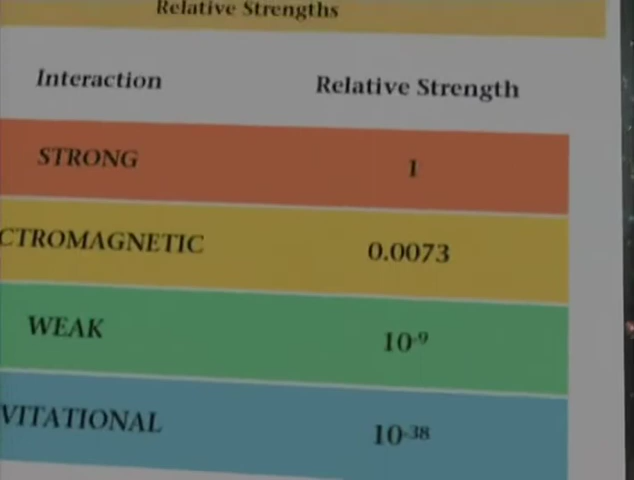 Relative Strengths
Interaction Relative Strength
STRONG 1
CTROMAGNETIC 0.0073
WEAK 10⁻⁹
VITATIONAL 10⁻³⁸